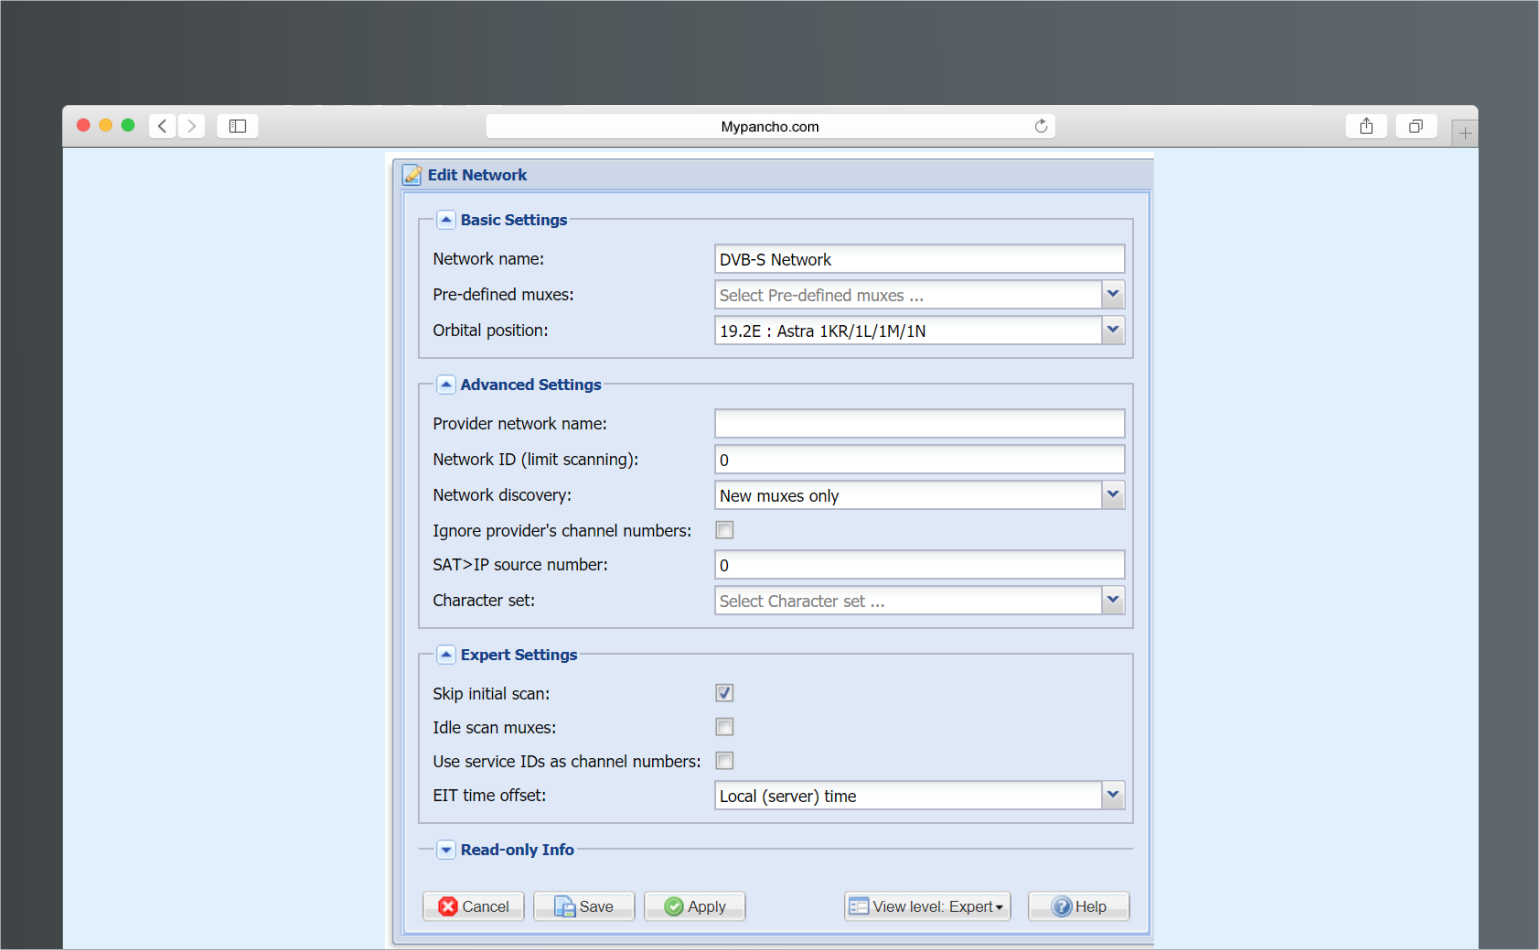 Mypancho.com
Edit Network
Basic Settings
Network name: DVB-S Network
Pre-defined muxes: Select Pre-defined muxes ...
Orbital position: 19.2E : Astra 1KR/1L/1M/1N
Advanced Settings
Provider network name:
Network ID (limit scanning): 0
Network discovery: New muxes only
Ignore provider's channel numbers:
SAT>IP source number: 0
Character set: Select Character set ...
Expert Settings
Skip initial scan:
Idle scan muxes:
Use service IDs as channel numbers:
EIT time offset: Local (server) time
Read-only Info
Cancel Save Apply View level: Expert Help